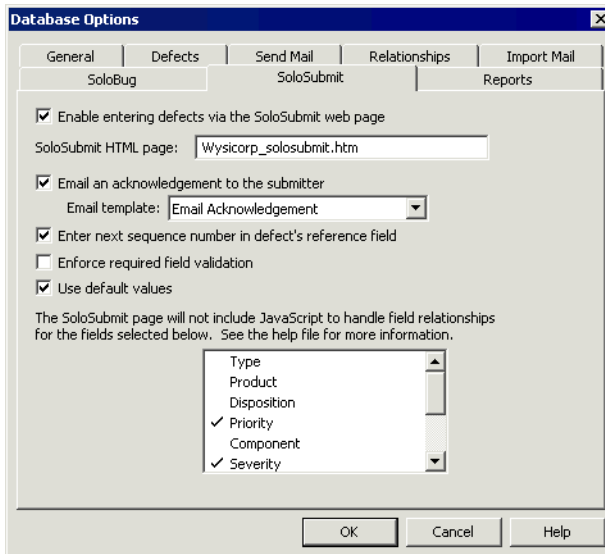 Database Options
General Defects Send Mail Relationships Import Mail
SoloBug SoloSubmit Reports
Enable entering defects via the SoloSubmit web page
SoloSubmit HTML page: Wysicorp_solosubmit.htm
Email an acknowledgement to the submitter
Email template: Email Acknowledgement
Enter next sequence number in defect's reference field
Enforce required field validation
Use default values
The SoloSubmit page will not include JavaScript to handle field relationships
for the fields selected below. See the help file for more information.
Type
Product
Disposition
Priority
Component
Severity
OK Cancel Help